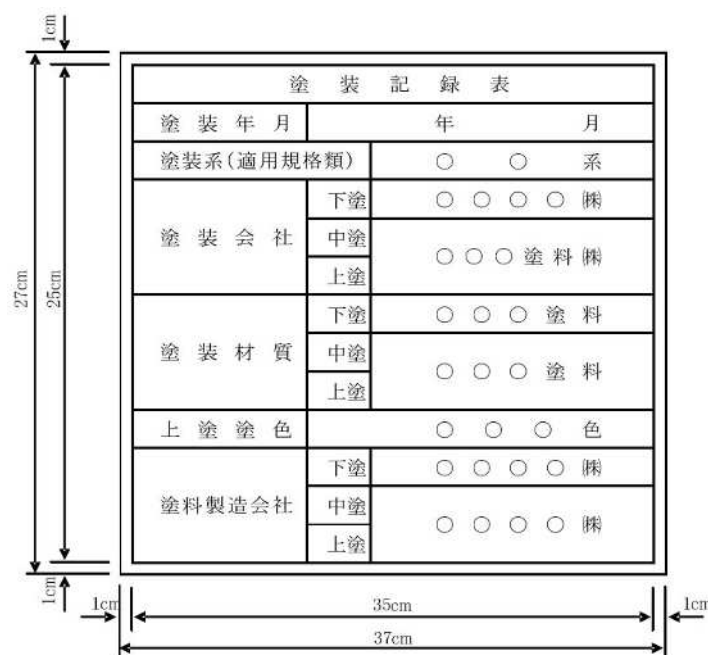 1cm
27cm
25cm
1cm
塗装記録表
塗装年月 年 月
塗装系(適用規格類) ○ ○ 系
塗装会社
下塗 ○ ○ ○ ○ ㈱
中塗
上塗
○ ○ ○ 塗料 ㈱
塗装材質
下塗 ○ ○ ○ 塗料
中塗
上塗
○ ○ ○ 塗料
上塗塗色 ○ ○ ○ 色
塗料製造会社
下塗 ○ ○ ○ ○ ㈱
中塗
上塗
○ ○ ○ ○ ㈱
1cm
35cm
1cm
37cm